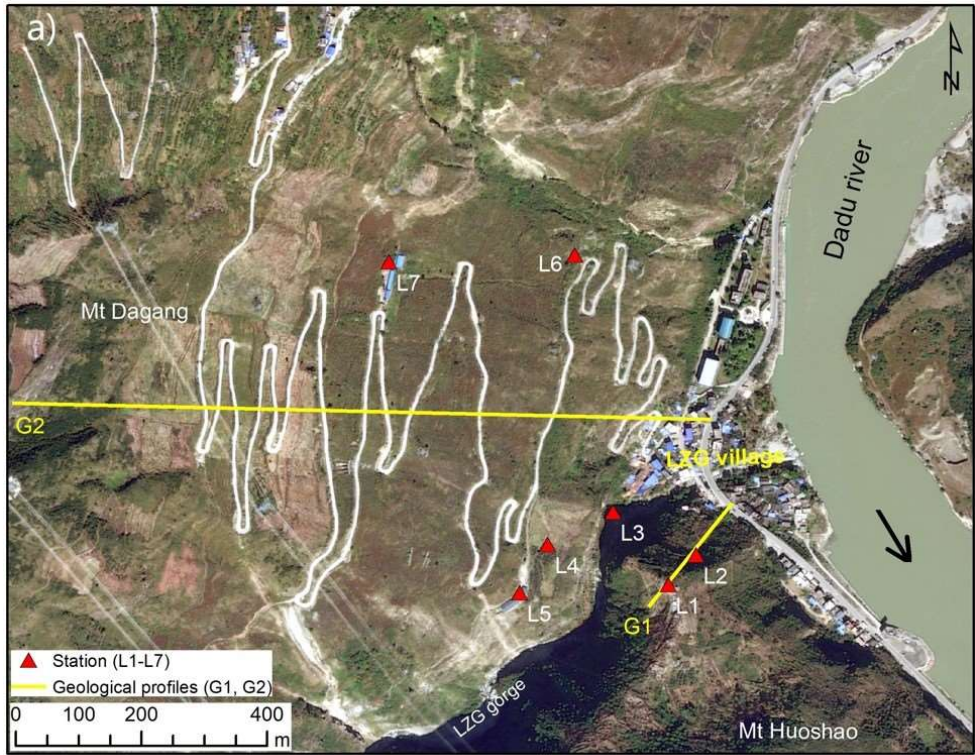 a)
N
Dadu river
L6
L7
Mt Dagang
G2
LZG village
L3
L4
L2
L5
L1
G1
Station (L1-L7)
Geological profiles (G1, G2)
0 100 200 400
m
LZG gorge
Mt Huoshao